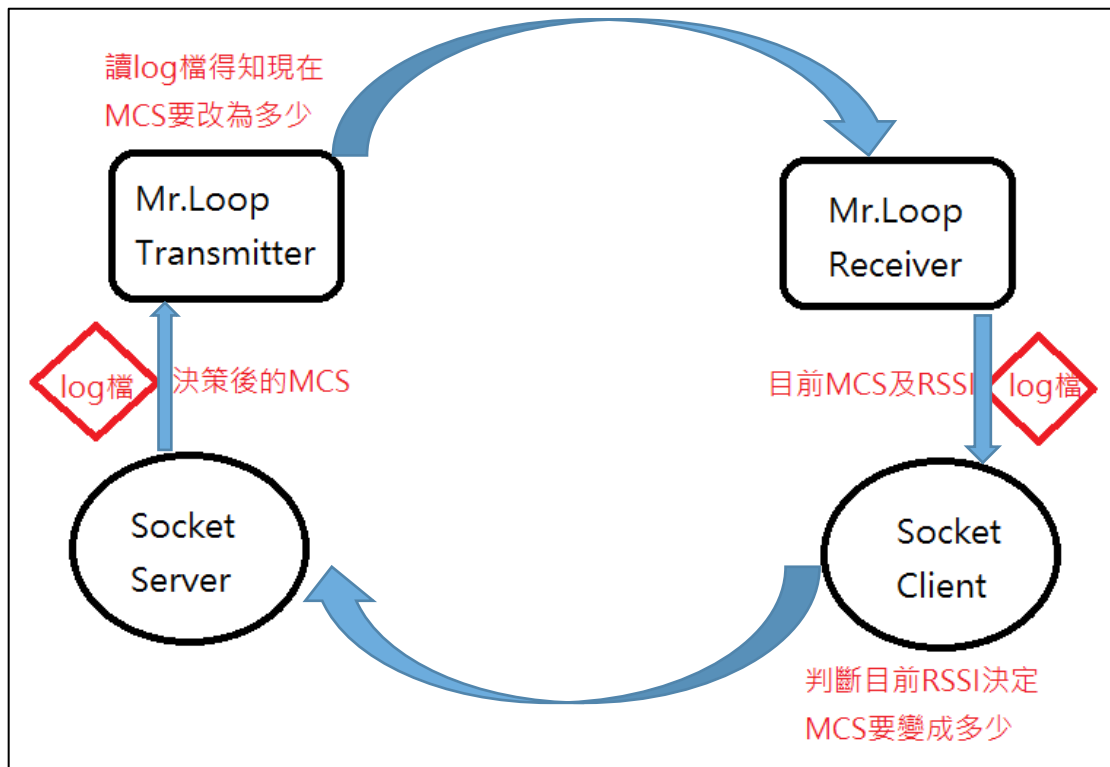 讀log檔得知現在
MCS要改為多少
Mr.Loop
Transmitter
Mr.Loop
Receiver
log檔
決策後的MCS
目前MCS及RSSI
log檔
Socket
Server
Socket
Client
判斷目前RSSI決定
MCS要變成多少